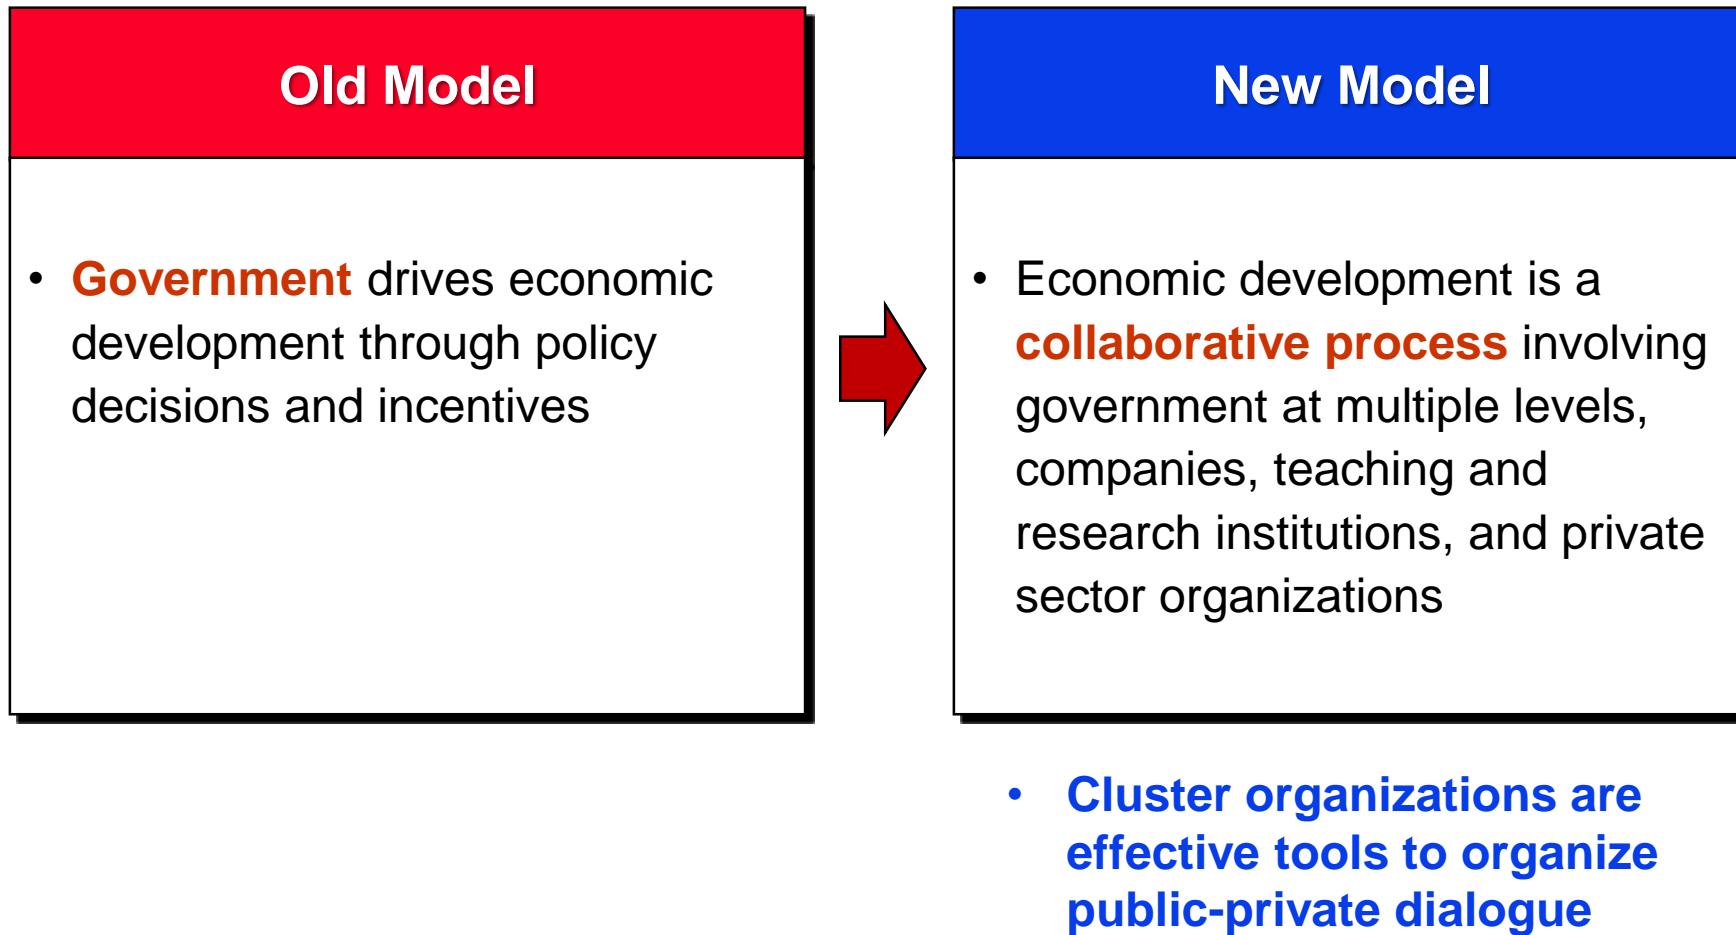 Old Model
• Government drives economic
development through policy
decisions and incentives
New Model
• Economic development is a
collaborative process involving
government at multiple levels,
companies, teaching and
research institutions, and private
sector organizations
• Cluster organizations are
effective tools to organize
public-private dialogue